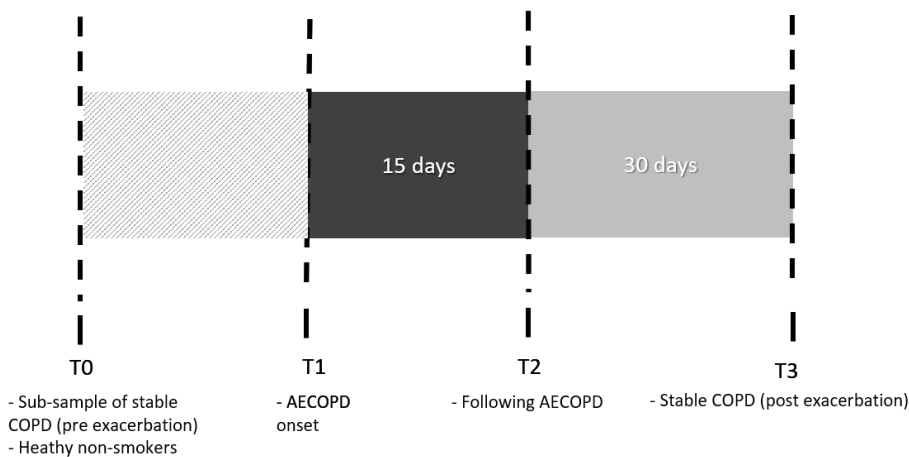 15 days
30 days
T0
T1
T2
T3
- Sub-sample of stable
COPD (pre exacerbation)
- Heathy non-smokers
- AECOPD
onset
- Following AECOPD
- Stable COPD (post exacerbation)